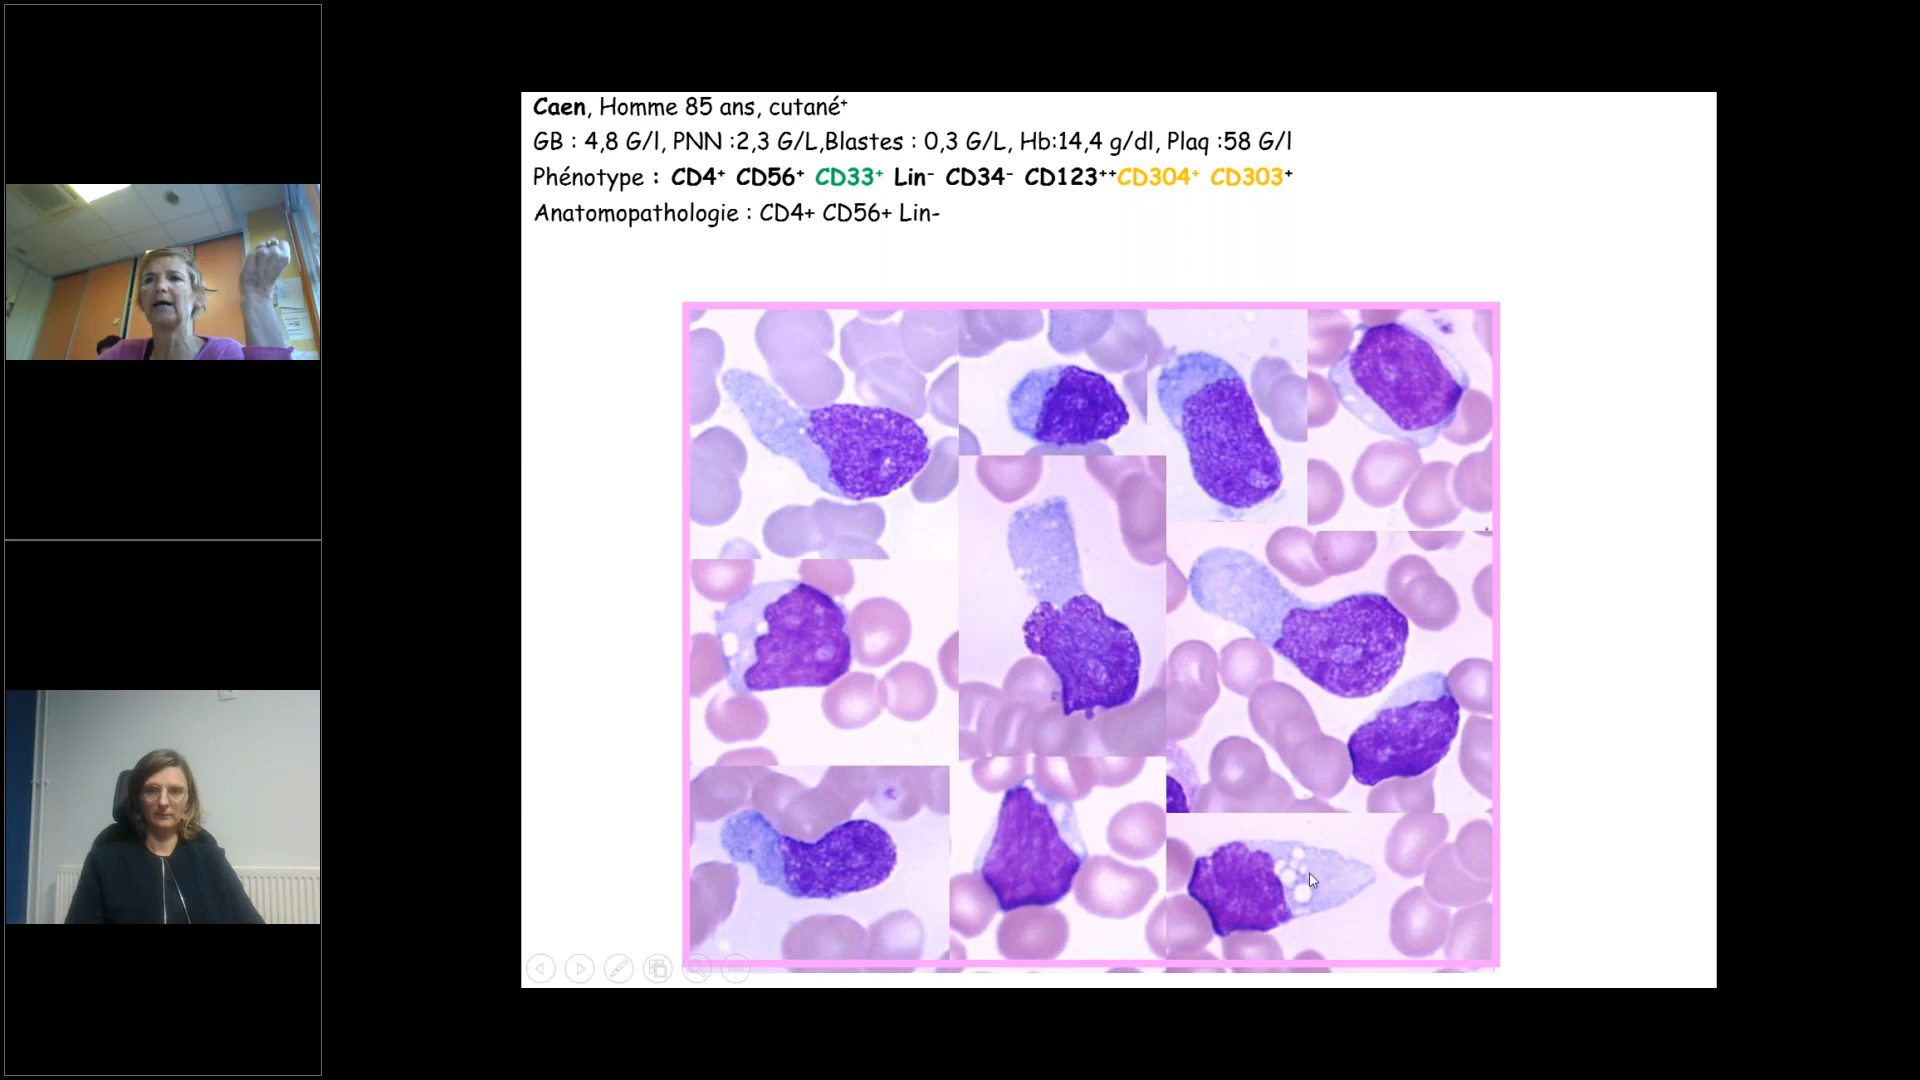 Caen, Homme 85 ans, cutané⁺
GB : 4,8 G/l, PNN :2,3 G/L,Blastes : 0,3 G/L, Hb:14,4 g/dl, Plaq :58 G/l
Phénotype : CD4⁺ CD56⁺ CD33⁺ Lin⁻ CD34⁻ CD123⁺⁺CD304⁺ CD303⁺
Anatomopathologie : CD4+ CD56+ Lin-